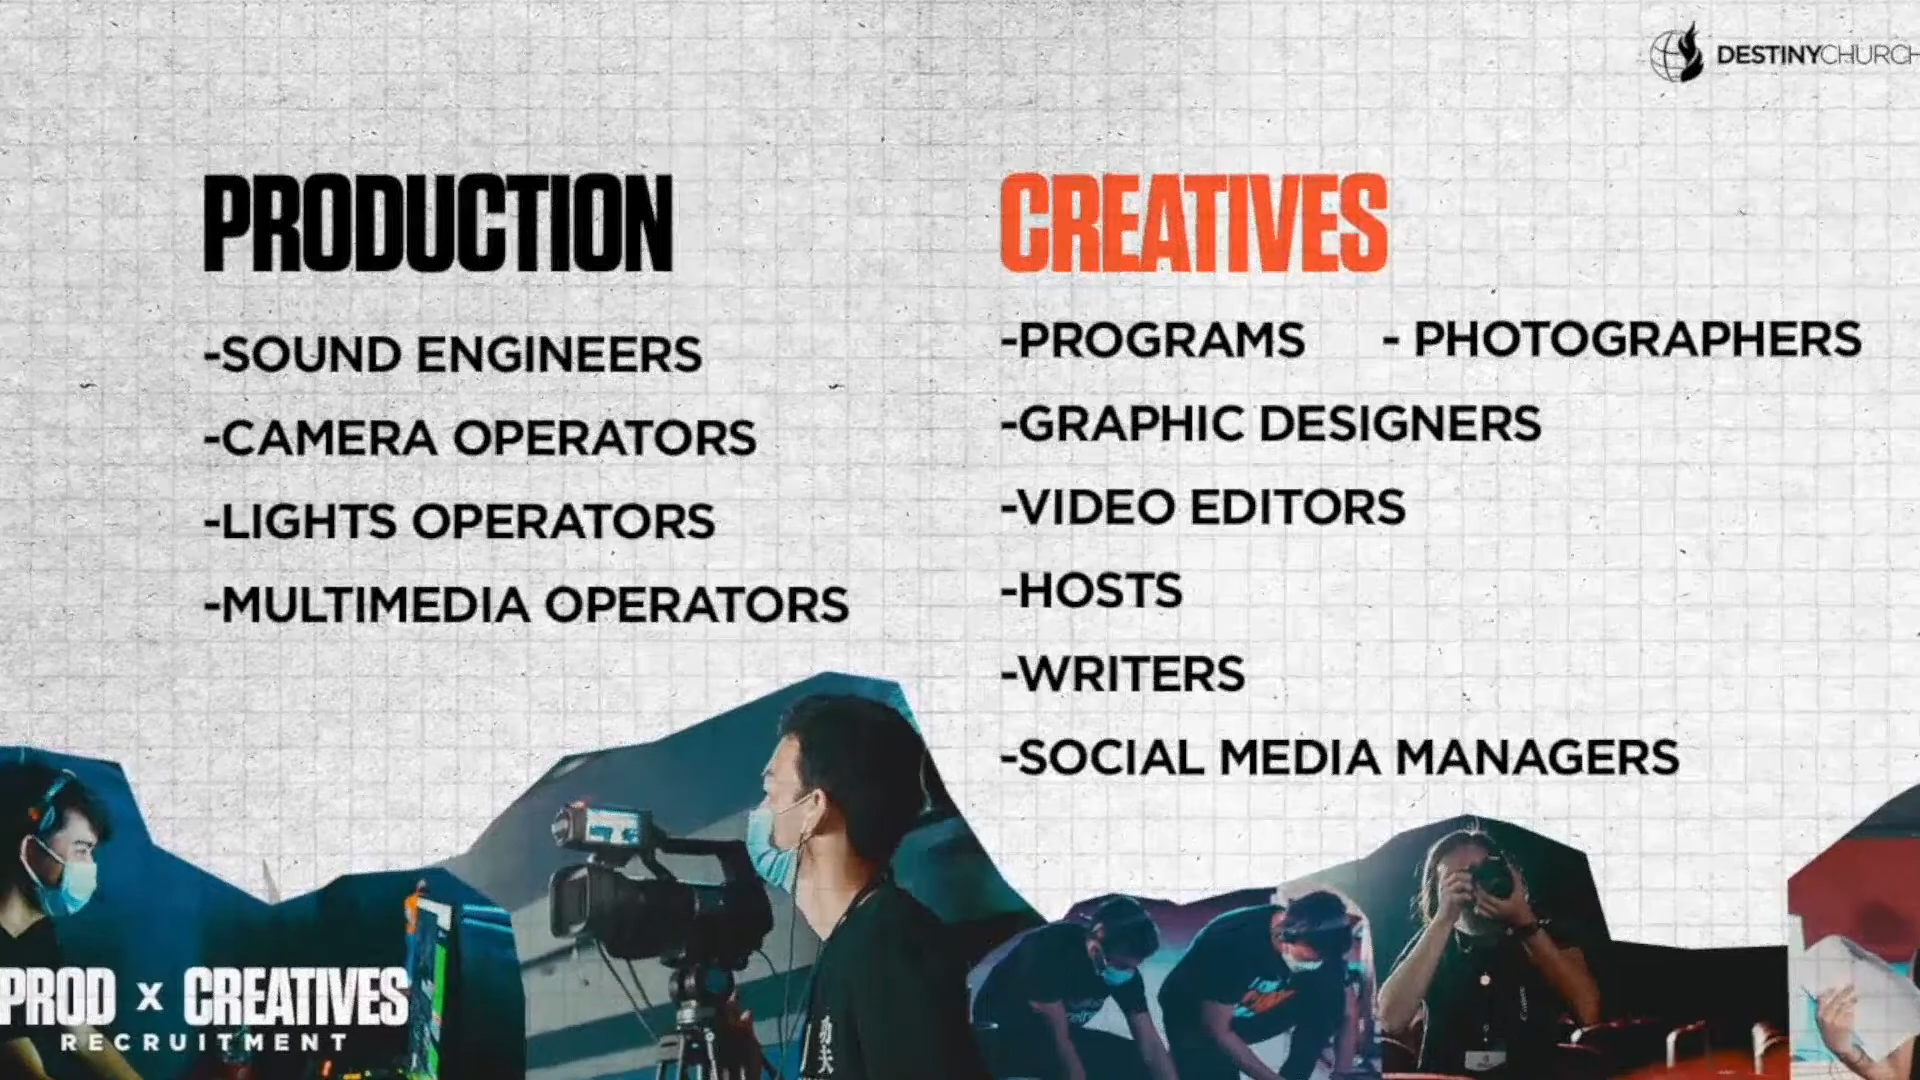 DESTINYCHURCH
PRODUCTION
-SOUND ENGINEERS
-CAMERA OPERATORS
-LIGHTS OPERATORS
-MULTIMEDIA OPERATORS
CREATIVES
-PROGRAMS - PHOTOGRAPHERS
-GRAPHIC DESIGNERS
-VIDEO EDITORS
-HOSTS
-WRITERS
-SOCIAL MEDIA MANAGERS
PROD x CREATIVES
RECRUITMENT